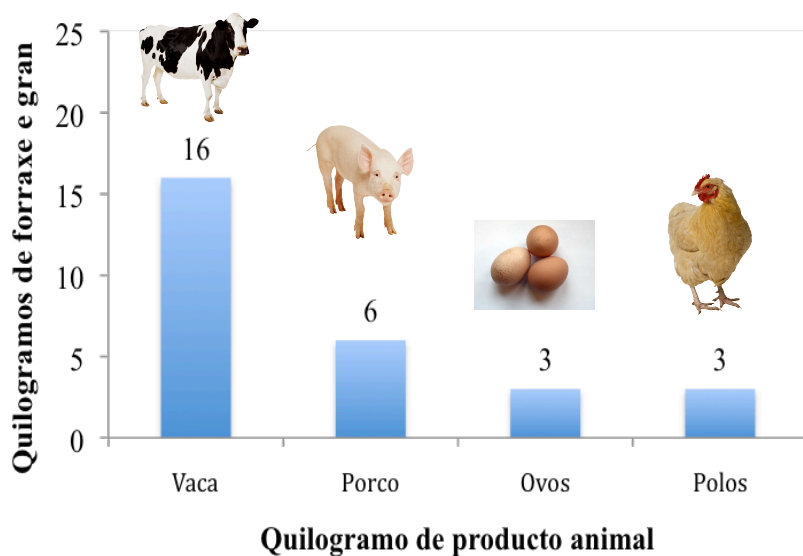 Quilogramos de forraxe e gran
25
20
15
10
5
0
16
6
3
3
Vaca
Porco
Ovos
Polos
Quilogramo de producto animal